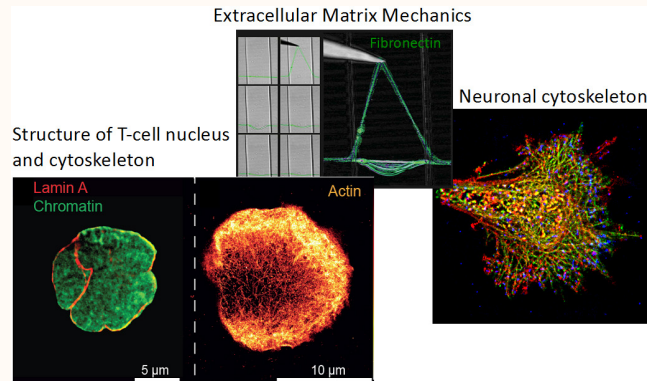 Extracellular Matrix Mechanics
Fibronectin
Neuronal cytoskeleton
Structure of T-cell nucleus
and cytoskeleton
Lamin A
Chromatin
Actin
5 μm
10 μm